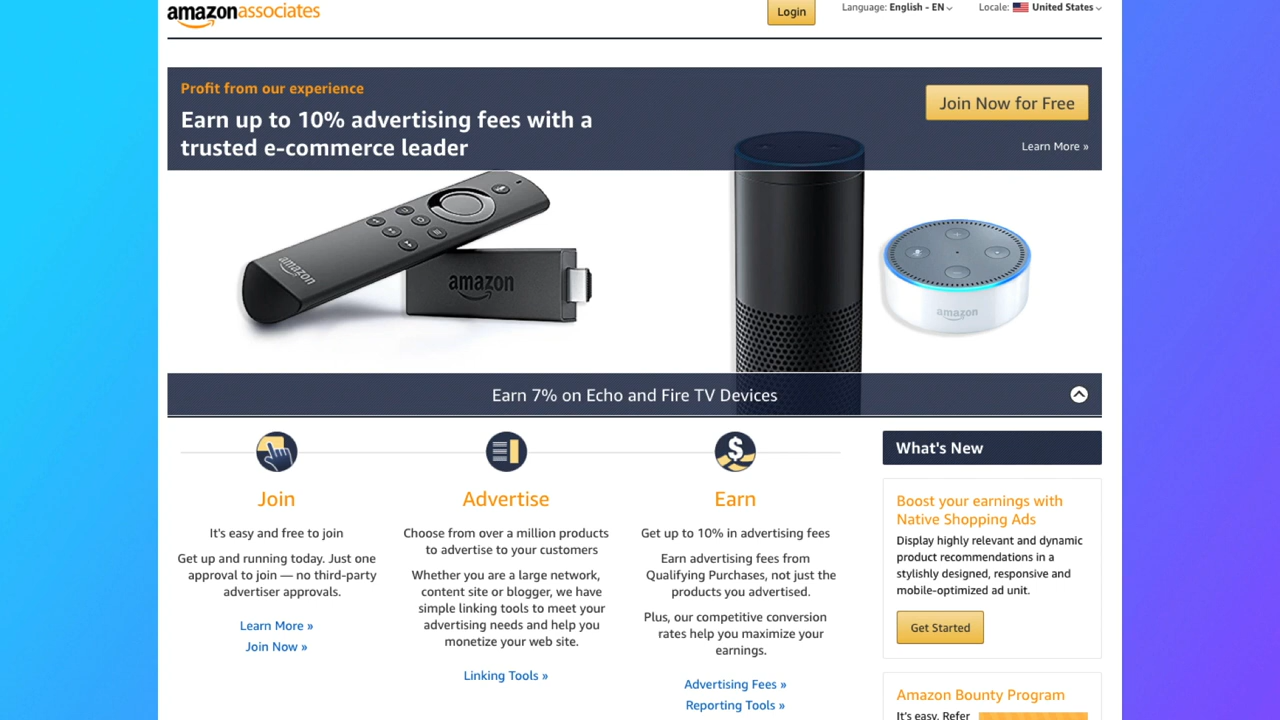 amazonassociates
Login
Language: English - EN
Locale: United States
Profit from our experience
Earn up to 10% advertising fees with a
trusted e-commerce leader
Join Now for Free
Learn More »
amazon
amazon
amazon
Earn 7% on Echo and Fire TV Devices
Join
It's easy and free to join
Get up and running today. Just one
approval to join — no third-party
advertiser approvals.
Learn More »
Join Now »
Advertise
Choose from over a million products
to advertise to your customers
Whether you are a large network,
content site or blogger, we have
simple linking tools to meet your
advertising needs and help you
monetize your web site.
Linking Tools »
$
Earn
Get up to 10% in advertising fees
Earn advertising fees from
Qualifying Purchases, not just the
products you advertised.
Plus, our competitive conversion
rates help you maximize your
earnings.
Advertising Fees »
Reporting Tools »
What's New
Boost your earnings with
Native Shopping Ads
Display highly relevant and dynamic
product recommendations in a
stylishly designed, responsive and
mobile-optimized ad unit.
Get Started
Amazon Bounty Program
It's easy. Refer